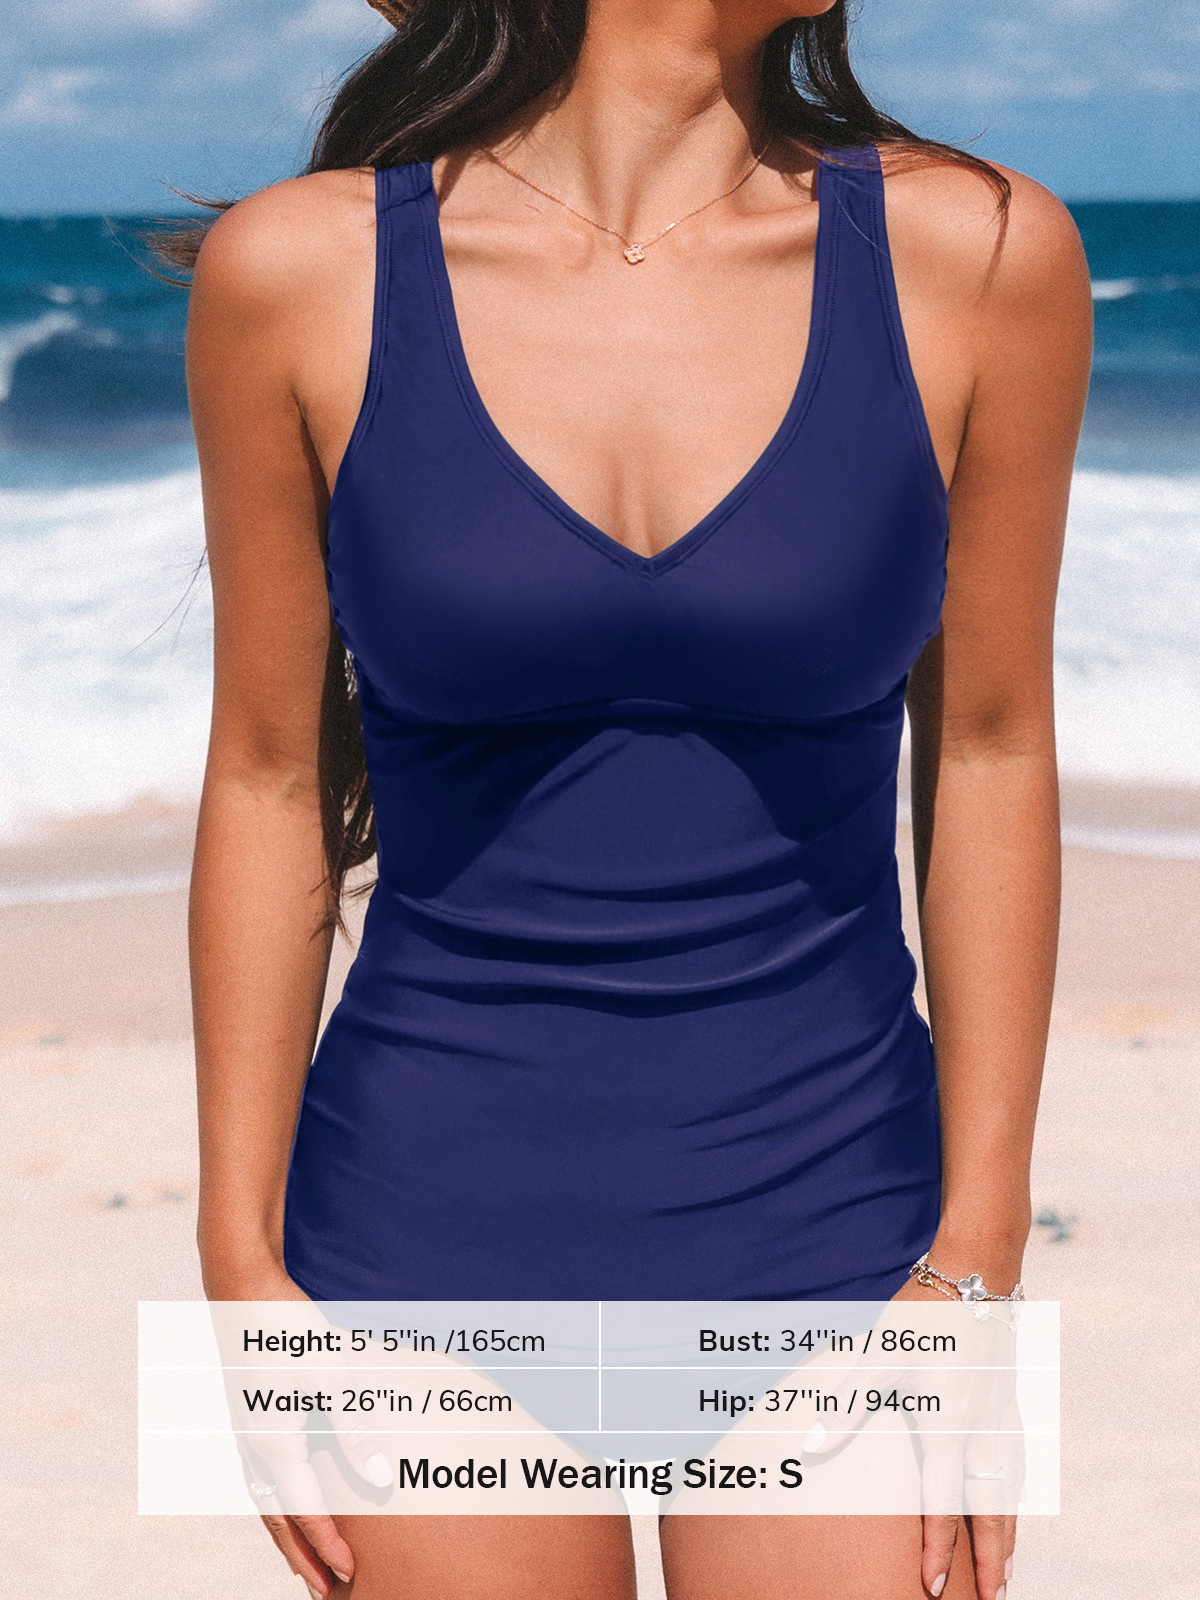 Height: 5' 5''in /165cm
Bust: 34''in / 86cm
Waist: 26''in / 66cm
Hip: 37''in / 94cm
Model Wearing Size: S